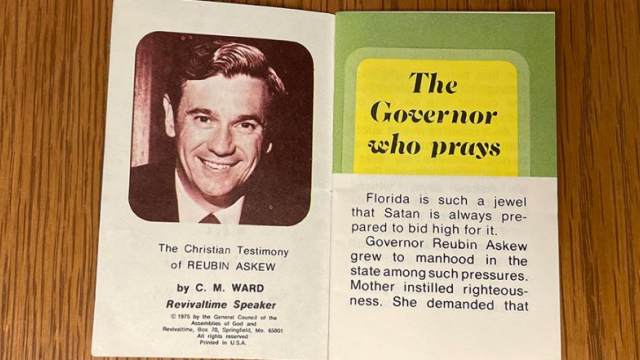 The Christian Testimony
of REUBIN ASKEW
by C. M. WARD
Revivaltime Speaker
© 1975 by the General Council of the
Assemblies of God and
Revivaltime, Box 70, Springfield, Mo. 65801
All rights reserved
Printed in U.S.A.
The
Governor
who prays
Florida is such a jewel
that Satan is always pre-
pared to bid high for it.
Governor Reubin Askew
grew to manhood in the
state among such pressures.
Mother instilled righteous-
ness. She demanded that